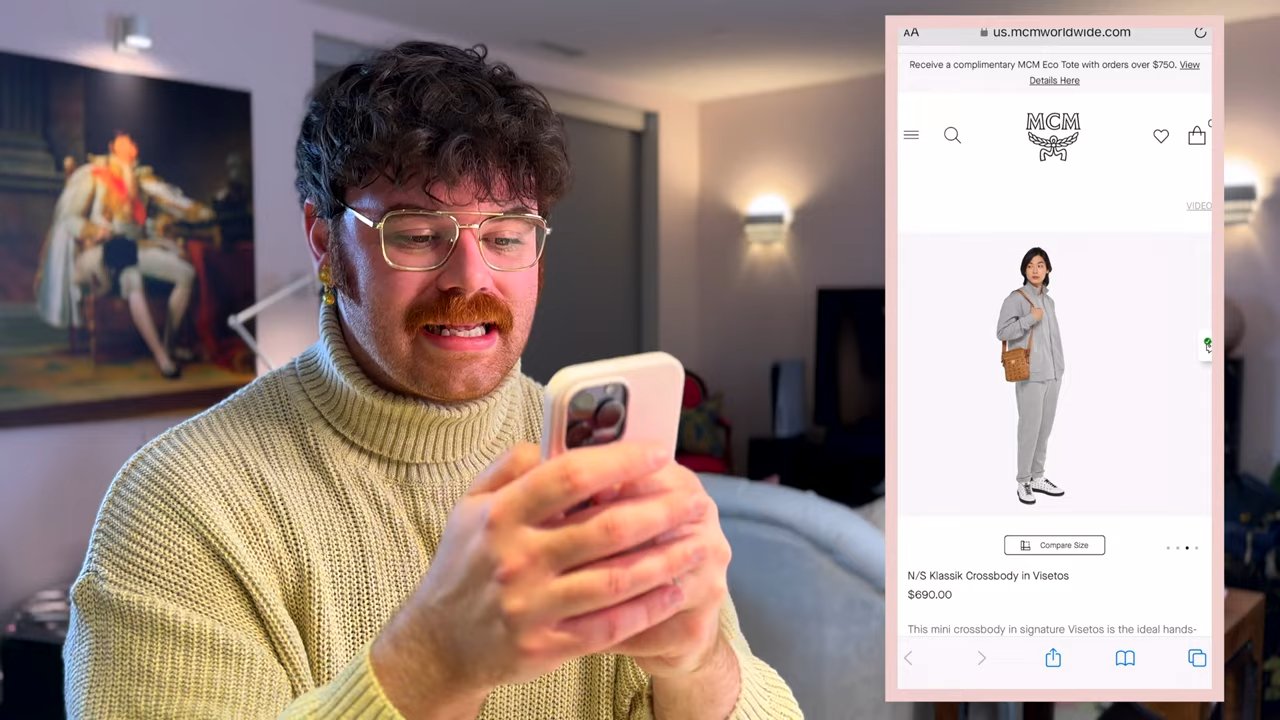 AA us.mcmworldwide.com
Receive a complimentary MCM Eco Tote with orders over $750. View
Details Here
MCM
VIDEO
Compare Size
N/S Klassik Crossbody in Visetos
$690.00
This mini crossbody in signature Visetos is the ideal hands-